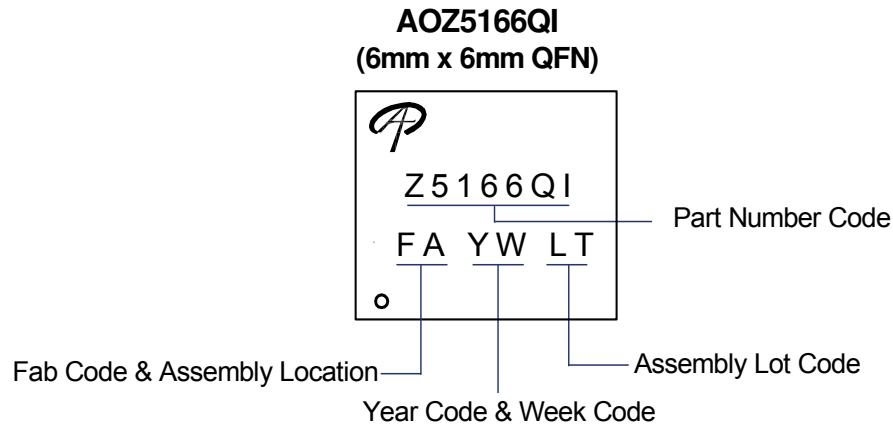 AOZ5166QI
(6mm x 6mm QFN)
Z5166QI
Part Number Code
FA YW LT
Fab Code & Assembly Location
Assembly Lot Code
Year Code & Week Code